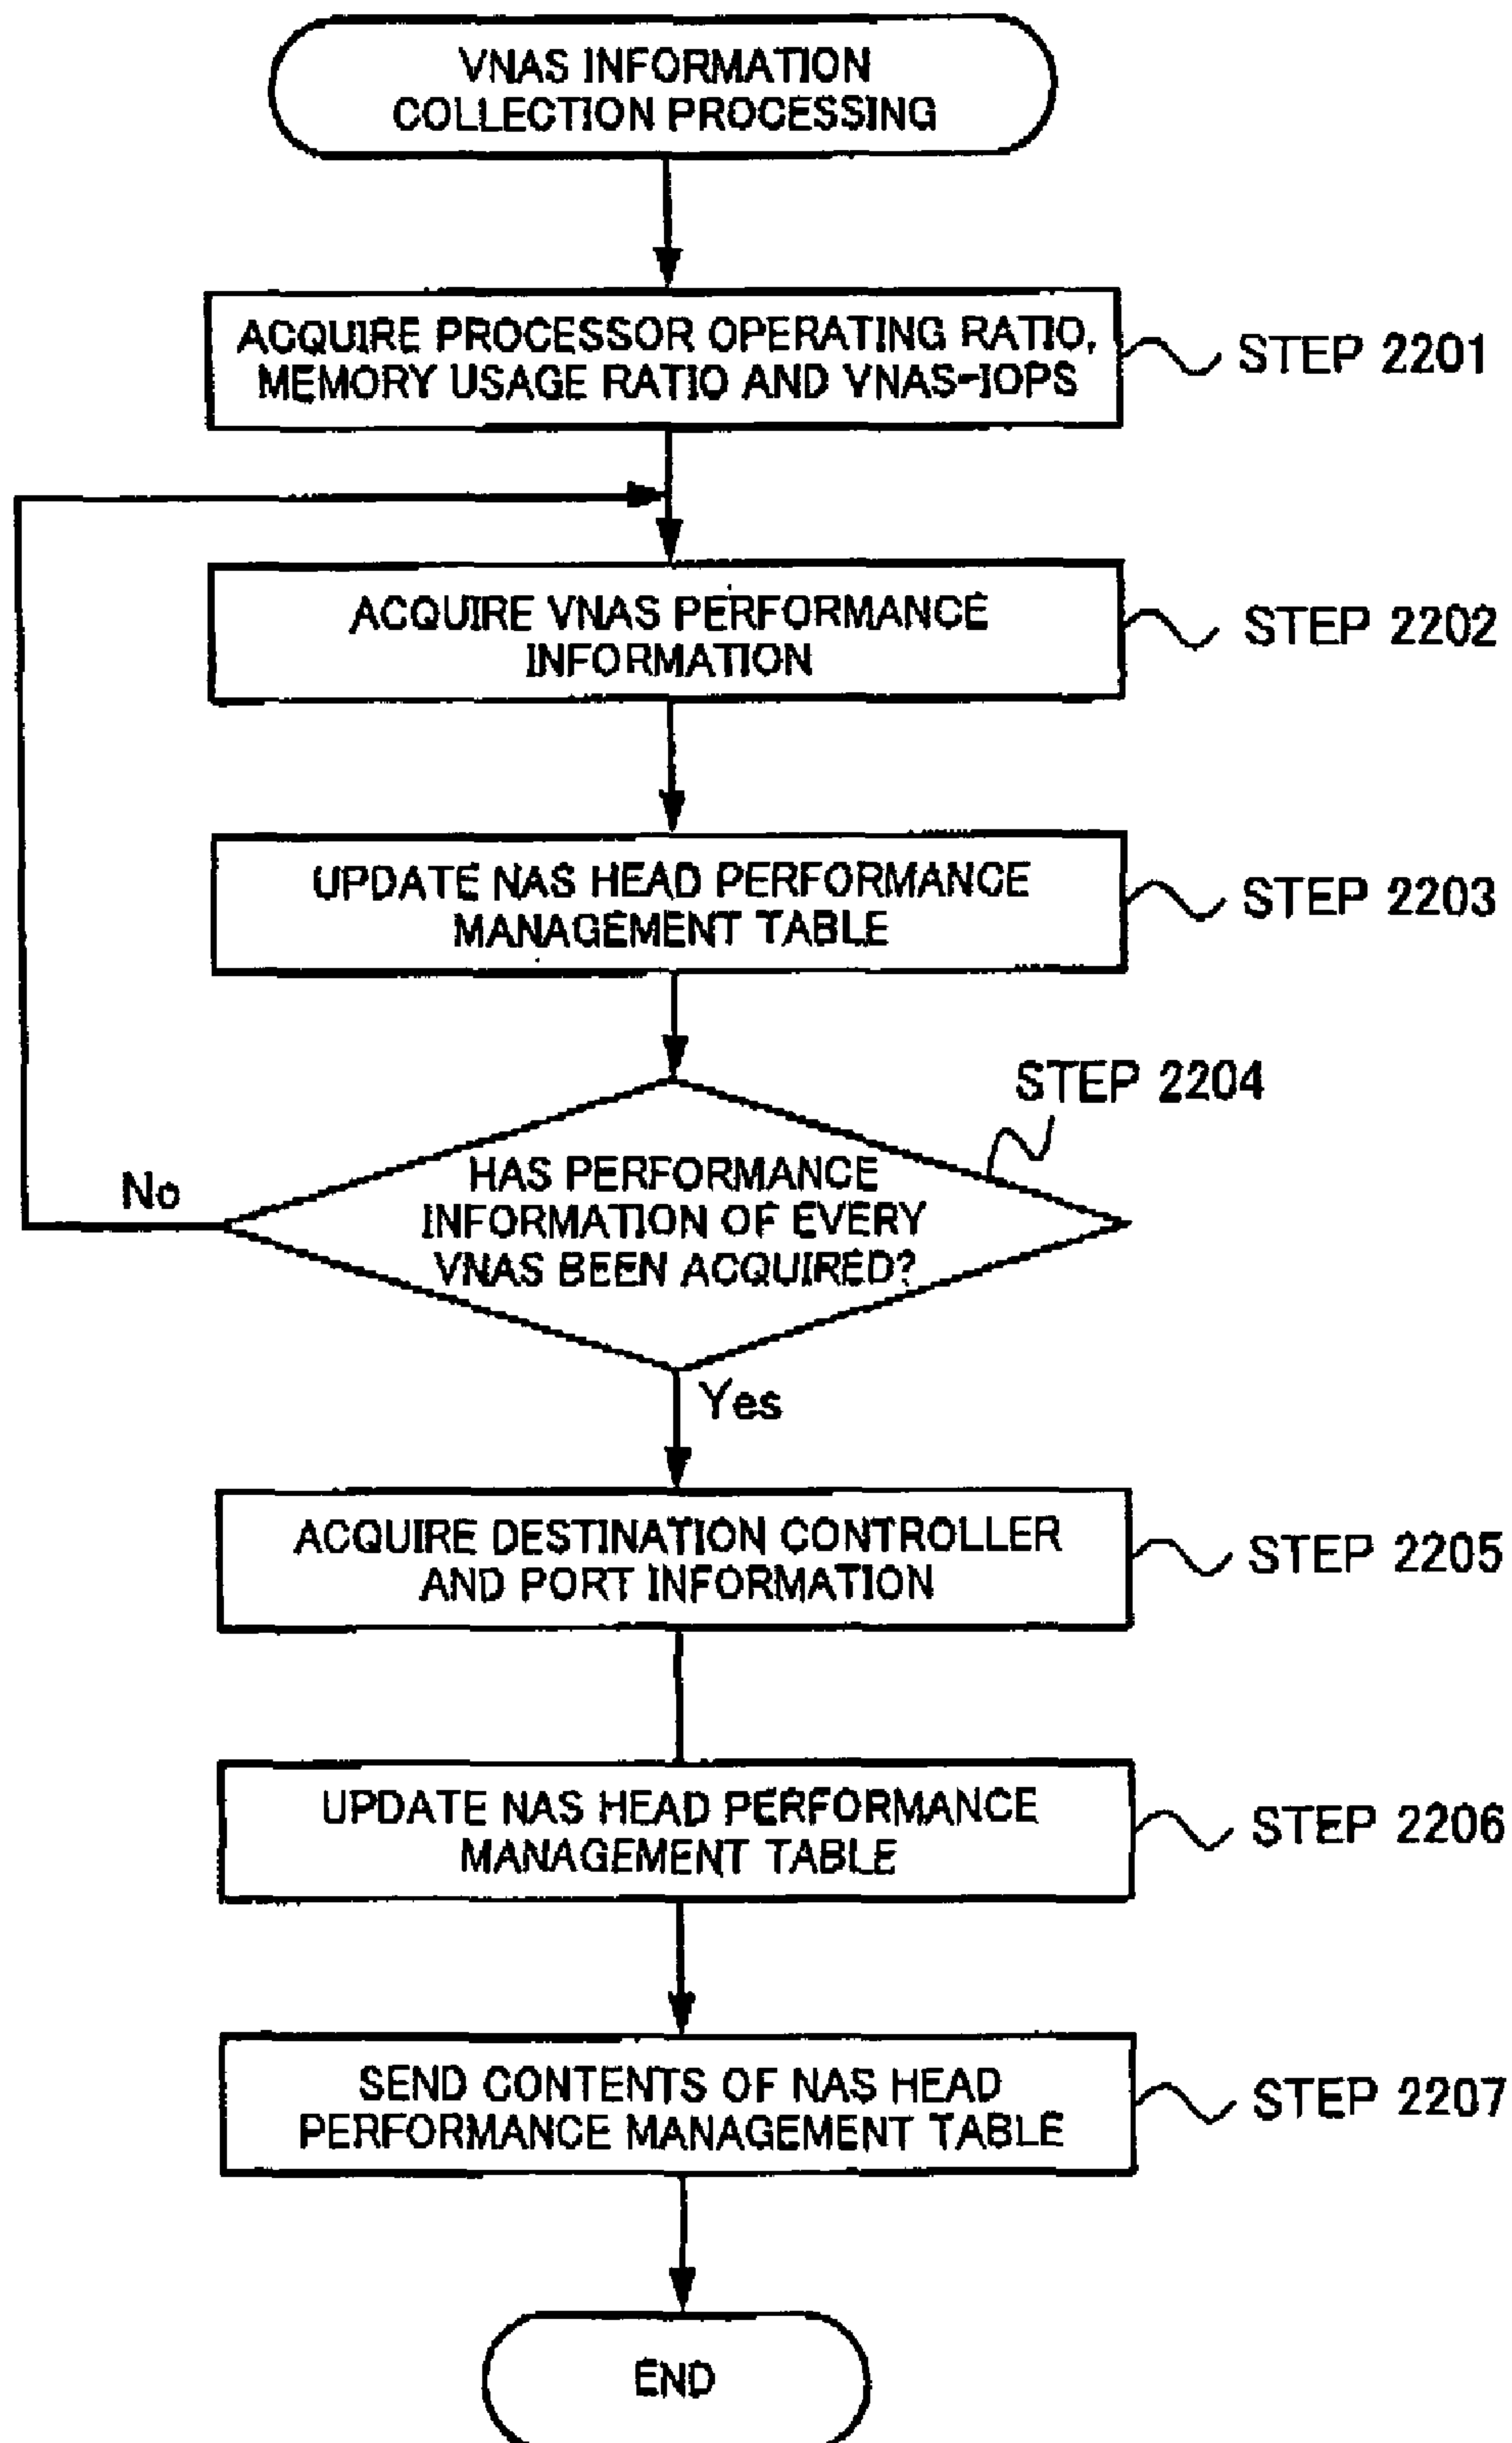 VNAS INFORMATION
COLLECTION PROCESSING
ACQUIRE PROCESSOR OPERATING RATIO,
MEMORY USAGE RATIO AND VNAS-IOPS
STEP 2201
ACQUIRE VNAS PERFORMANCE
INFORMATION
STEP 2202
UPDATE NAS HEAD PERFORMANCE
MANAGEMENT TABLE
STEP 2203
STEP 2204
HAS PERFORMANCE
INFORMATION OF EVERY
VNAS BEEN ACQUIRED?
No
Yes
ACQUIRE DESTINATION CONTROLLER
AND PORT INFORMATION
STEP 2205
UPDATE NAS HEAD PERFORMANCE
MANAGEMENT TABLE
STEP 2206
SEND CONTENTS OF NAS HEAD
PERFORMANCE MANAGEMENT TABLE
STEP 2207
END